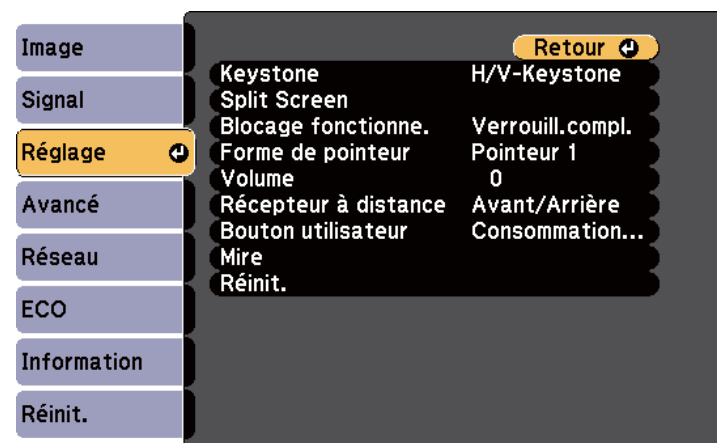 Image
Signal
Réglage
Avancé
Réseau
ECO
Information
Réinit.
Retour
Keystone H/V-Keystone
Split Screen
Blocage fonctionne. Verrouill.compl.
Forme de pointeur Pointeur 1
Volume 0
Récepteur à distance Avant/Arrière
Bouton utilisateur Consommation...
Mire
Réinit.